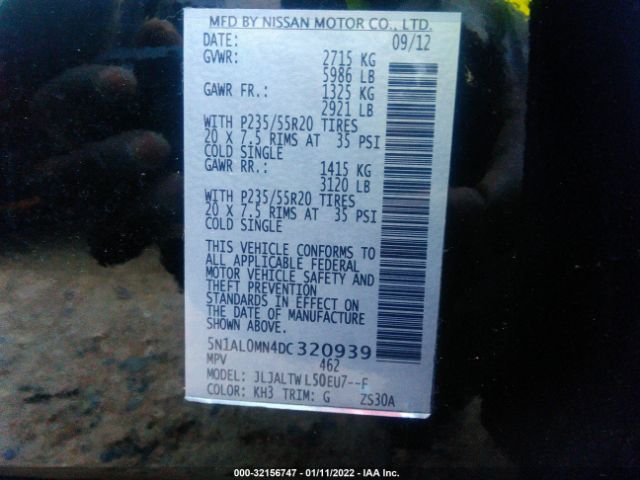 MFD BY NISSAN MOTOR CO., LTD.
DATE: 09/12
GVWR: 2715 KG
5986 LB
GAWR FR.: 1325 KG
2921 LB
WITH P235/55R20 TIRES
20 X 7.5 RIMS AT 35 PSI
COLD SINGLE
GAWR RR.: 1415 KG
3120 LB
WITH P235/55R20 TIRES
20 X 7.5 RIMS AT 35 PSI
COLD SINGLE
THIS VEHICLE CONFORMS TO
ALL APPLICABLE FEDERAL
MOTOR VEHICLE SAFETY AND
THEFT PREVENTION
STANDARDS IN EFFECT ON
THE DATE OF MANUFACTURE
SHOWN ABOVE.
5N1AL0MN4DC320939
MPV 462
MODEL: JLJALTWL50EU7--F
COLOR: KH3 TRIM: G ZS30A
000-32156747 - 01/11/2022 - IAA Inc.